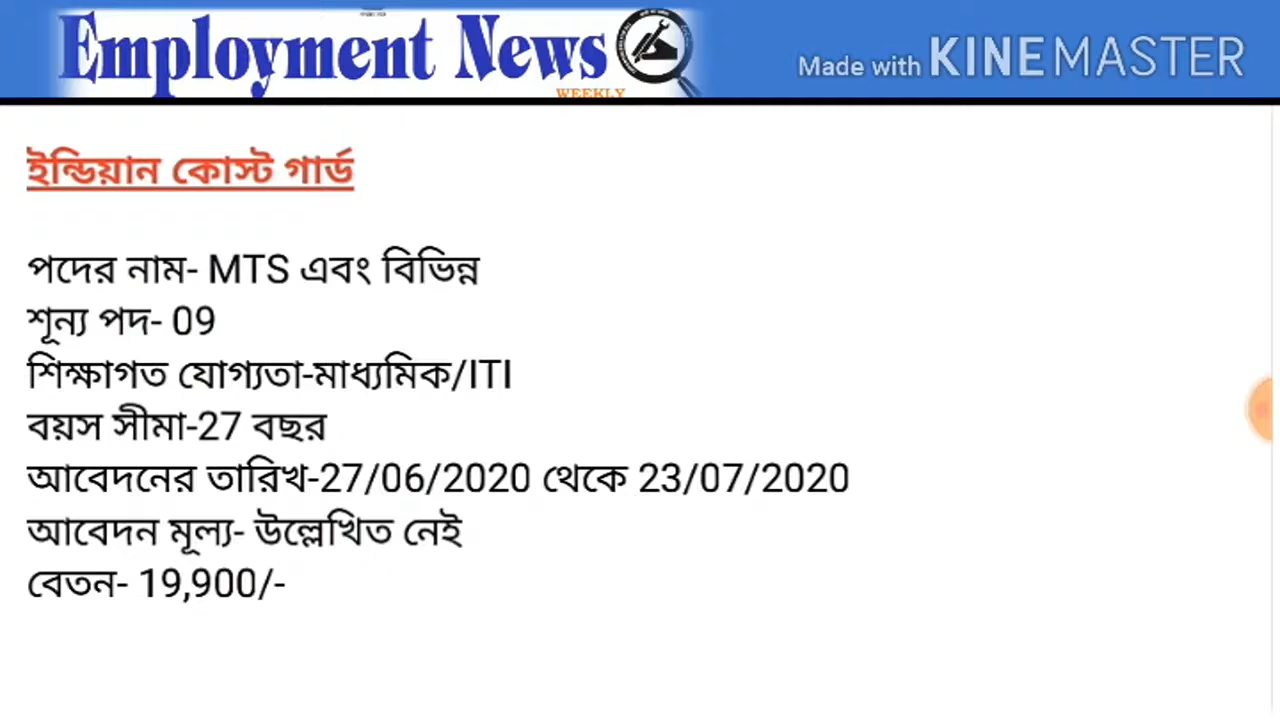 Employment News
WEEKLY
Made with KINEMASTER
ইন্ডিয়ান কোস্ট গার্ড
পদের নাম- MTS এবং বিভিন্ন
শূন্য পদ- 09
শিক্ষাগত যোগ্যতা-মাধ্যমিক/ITI
বয়স সীমা-27 বছর
আবেদনের তারিখ-27/06/2020 থেকে 23/07/2020
আবেদন মূল্য- উল্লেখিত নেই
বেতন- 19,900/-